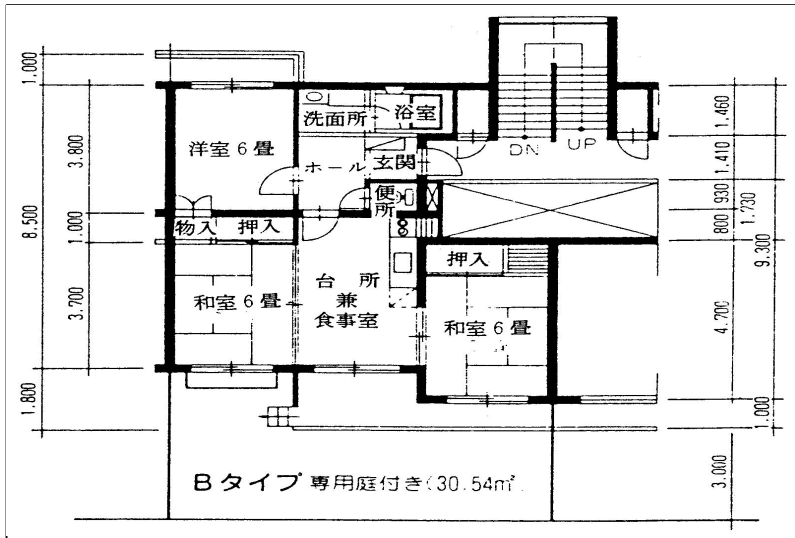 1.000
3.800
8.500
1.000
3.700
1.800
洗面所
浴室
洋室6畳
ホール
玄関
便所
物入
押入
DN
UP
和室6畳
台所
兼
食事室
押入
和室6畳
1.460
1.410
930
1.730
800
9.300
4.700
1.000
3.000
Bタイプ 専用庭付き(30.54㎡